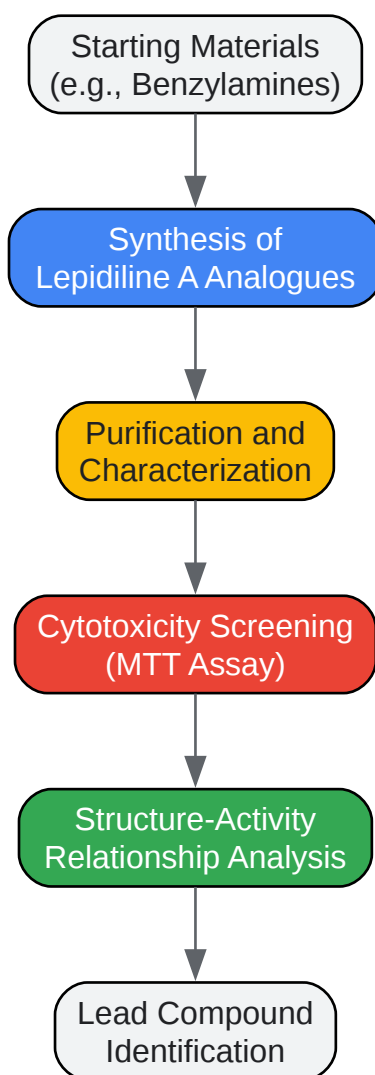 Starting Materials
(e.g., Benzylamines)
Synthesis of
Lepidiline A Analogues
Purification and
Characterization
Cytotoxicity Screening
(MTT Assay)
Structure-Activity
Relationship Analysis
Lead Compound
Identification